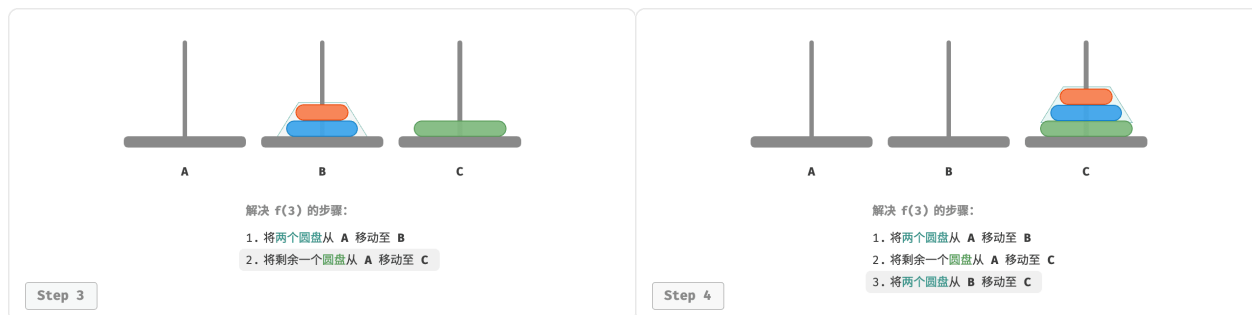 A B C
解决 f(3) 的步骤：
1. 将两个圆盘从 A 移动至 B
2. 将剩余一个圆盘从 A 移动至 C
Step 3
A B C
解决 f(3) 的步骤：
1. 将两个圆盘从 A 移动至 B
2. 将剩余一个圆盘从 A 移动至 C
3. 将两个圆盘从 B 移动至 C
Step 4